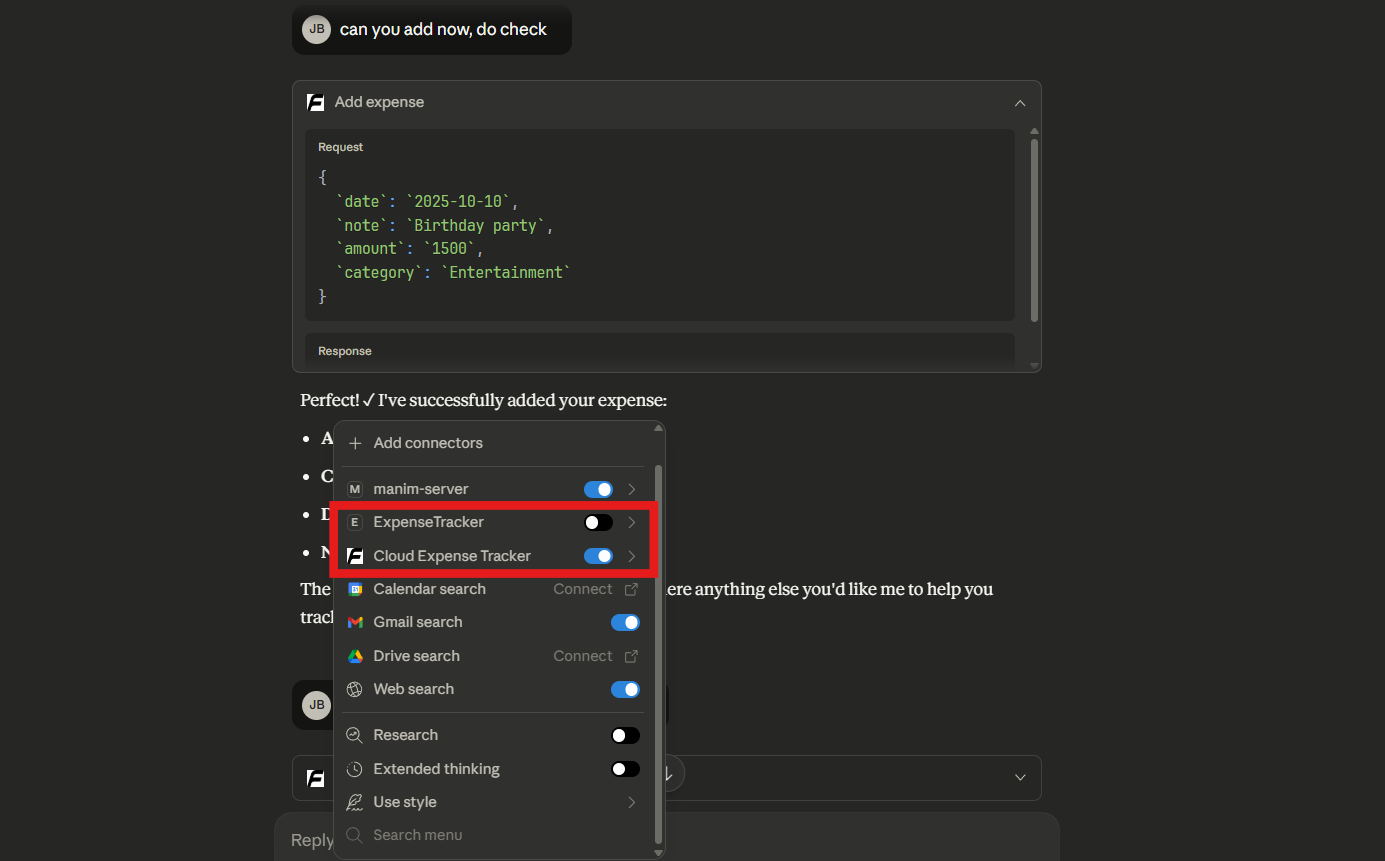 JB can you add now, do check
Add expense
Request
{
`date`: `2025-10-10`,
`note`: `Birthday party`,
`amount`: `1500`,
`category`: `Entertainment`
}
Response
Perfect! ✓ I've successfully added your expense:
Add connectors
M manim-server
E ExpenseTracker
Cloud Expense Tracker
Calendar search Connect
The
ere anything else you'd like me to help you
Gmail search
Drive search Connect
Web search
JB
Research
Extended thinking
Use style
Search menu
Reply